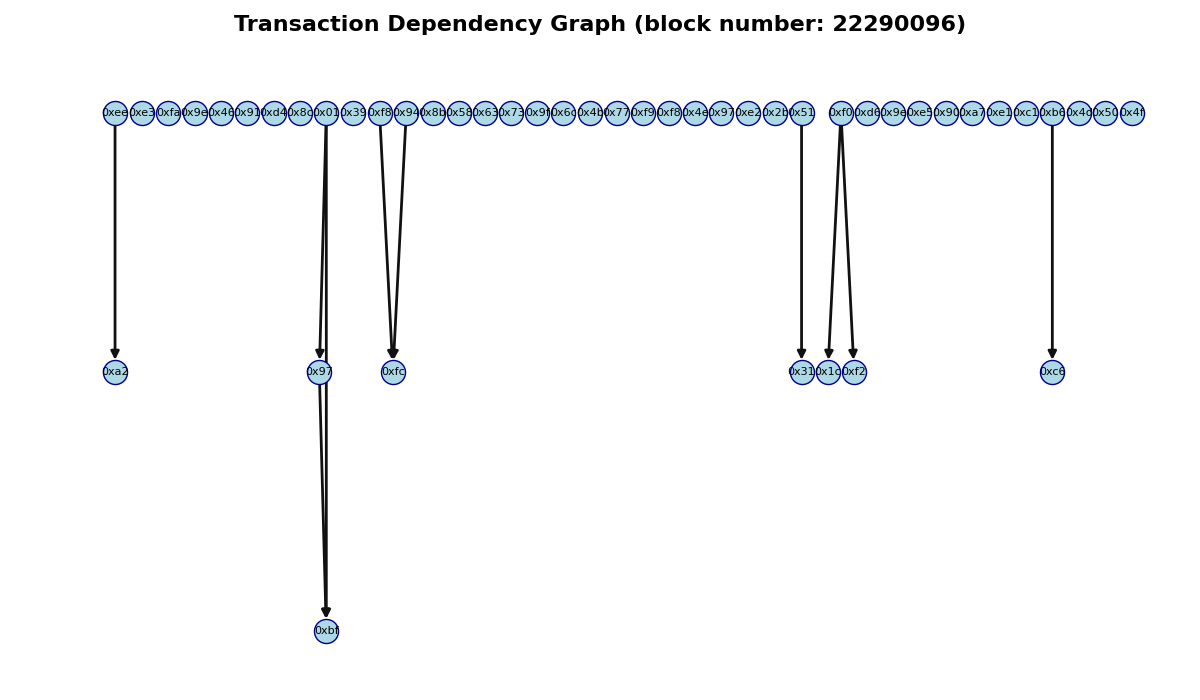 Transaction Dependency Graph (block number: 22290096)
0xee 0xe3 0xfa 0x9e 0x46 0x91 0xd4 0x8c 0x01 0x39 0xf8 0x94 0x8b 0x58 0x63 0x73 0x9f 0x6c 0x4b 0x77 0xf9 0xf8 0x4e 0x97 0xe2 0x2b 0x51 0xf0 0xd6 0x9e 0xe5 0x90 0xa7 0xe1 0xc1 0xb6 0x4c 0x50 0x4f
0xa2 0x97 0xfc 0x31 0x1c 0xf2 0xc6
0xbf